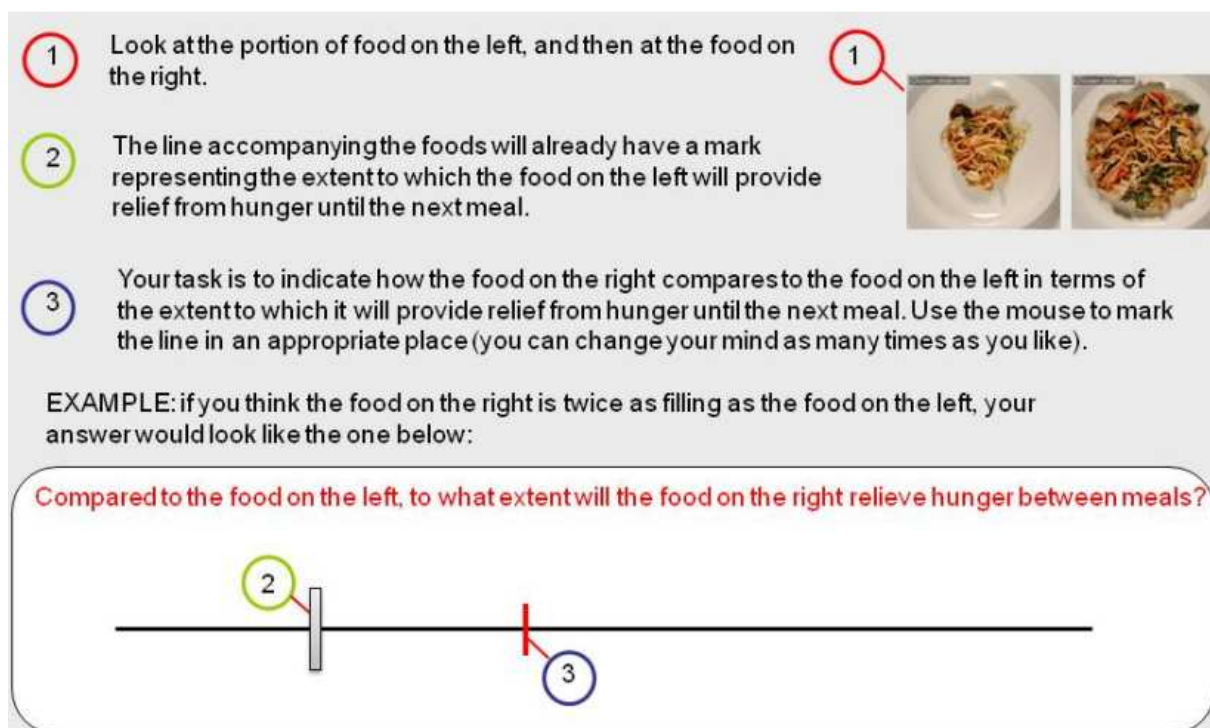 1
Look at the portion of food on the left, and then at the food on
the right.
1
2
The line accompanying the foods will already have a mark
representing the extent to which the food on the left will provide
relief from hunger until the next meal.
3
Your task is to indicate how the food on the right compares to the food on the left in terms of
the extent to which it will provide relief from hunger until the next meal. Use the mouse to mark
the line in an appropriate place (you can change your mind as many times as you like).
EXAMPLE: if you think the food on the right is twice as filling as the food on the left, your
answer would look like the one below:
Compared to the food on the left, to what extent will the food on the right relieve hunger between meals?
2
3